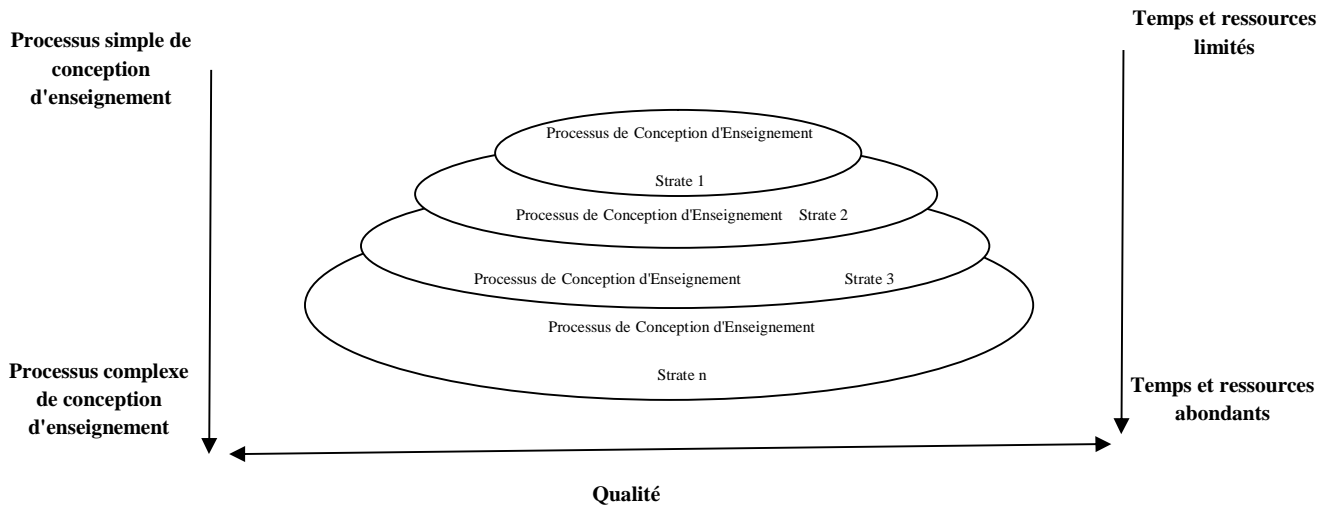 Temps et ressources
limités
Processus simple de
conception
d'enseignement
Processus de Conception d'Enseignement
Strate 1
Processus de Conception d'Enseignement Strate 2
Processus de Conception d'Enseignement Strate 3
Processus de Conception d'Enseignement
Strate n
Processus complexe
de conception
d'enseignement
Temps et ressources
abondants
Qualité